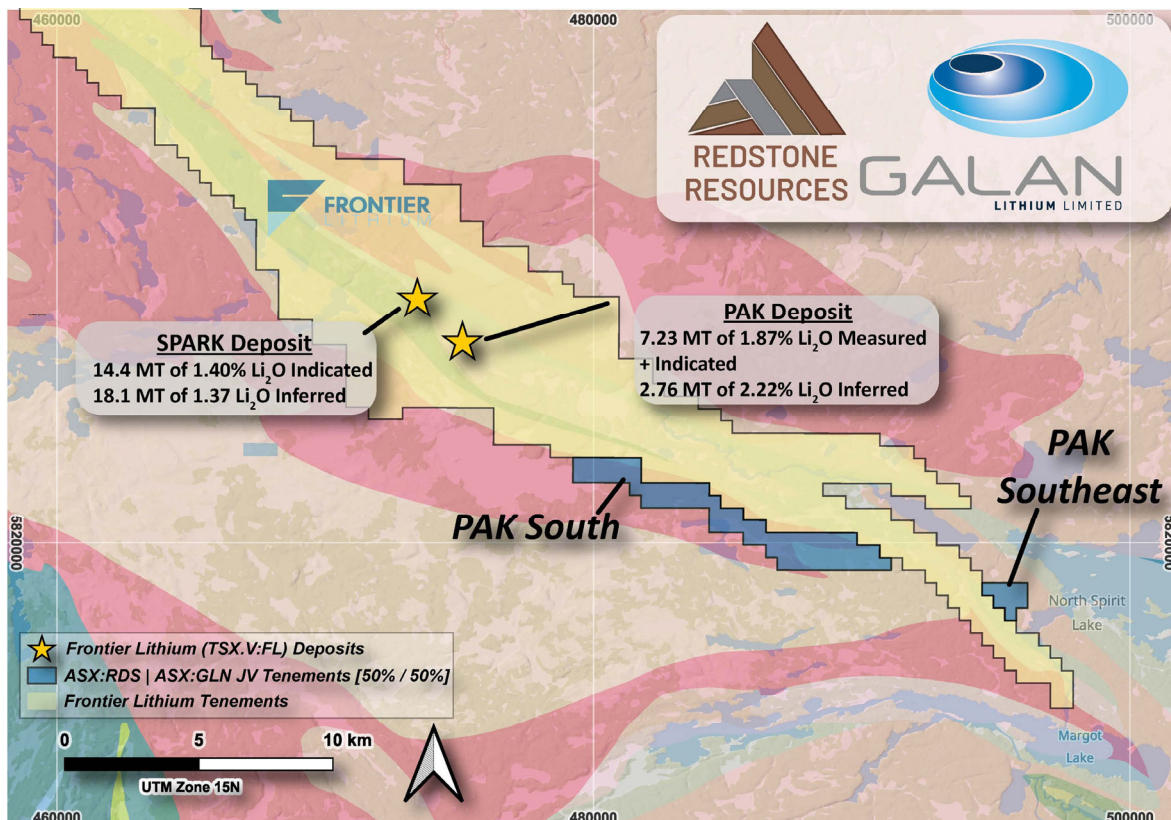 460000
480000
500000
REDSTONE
RESOURCES
GALAN
LITHIUM LIMITED
FRONTIER
LITHIUM
SPARK Deposit
14.4 MT of 1.40% Li₂O Indicated
18.1 MT of 1.37 Li₂O Inferred
PAK Deposit
7.23 MT of 1.87% Li₂O Measured
+ Indicated
2.76 MT of 2.22% Li₂O Inferred
PAK
Southeast
PAK South
5820000
5820000
North Spirit
Lake
Frontier Lithium (TSX.V:FL) Deposits
ASX:RDS | ASX:GLN JV Tenements [50% / 50%]
Frontier Lithium Tenements
0 5 10 km
UTM Zone 15N
Margot
Lake
460000
480000
500000